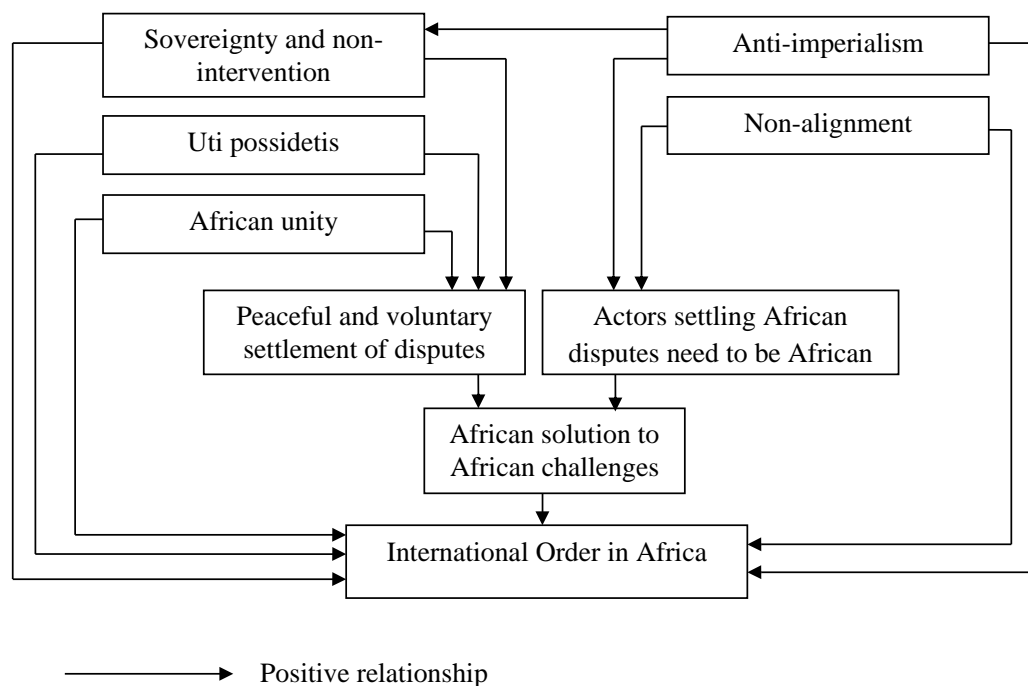 Sovereignty and non-
intervention
Anti-imperialism
Uti possidetis
Non-alignment
African unity
Peaceful and voluntary
settlement of disputes
Actors settling African
disputes need to be African
African solution to
African challenges
International Order in Africa
Positive relationship